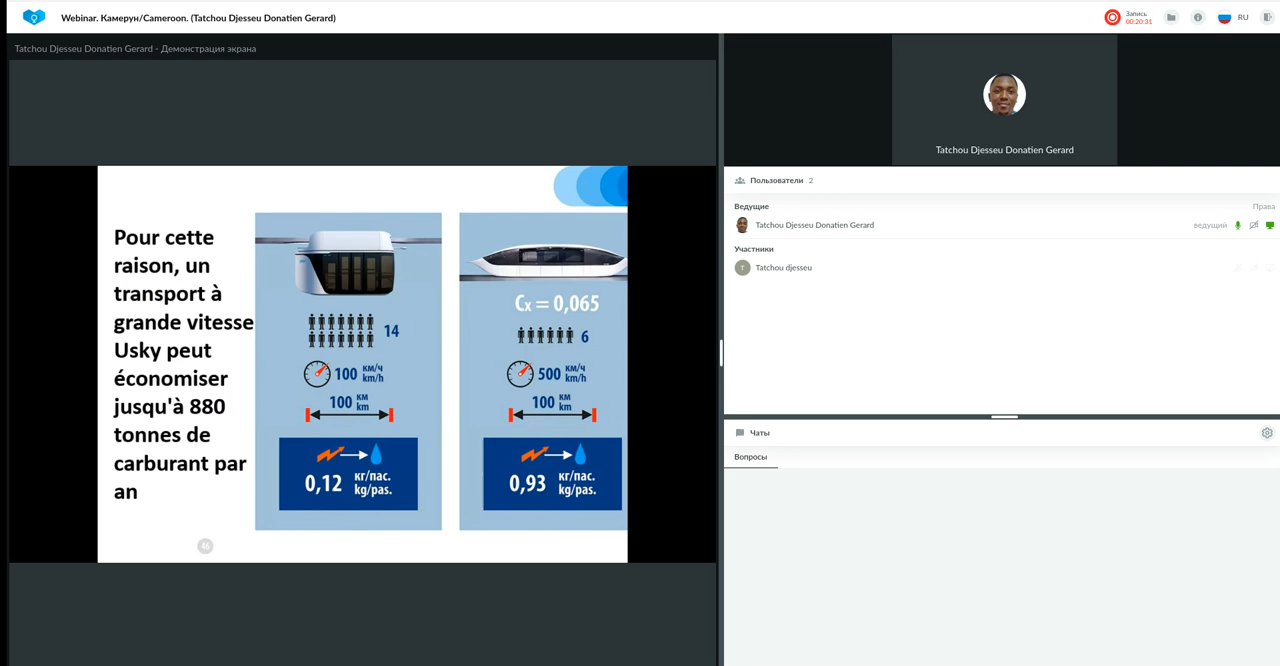 Webinar. Камерун/Cameroon. (Tatchou Djesseu Donatien Gerard)
Запись
00:20:31
RU
Tatchou Djesseu Donatien Gerard - Демонстрация экрана
Pour cette
raison, un
transport à
grande vitesse
Usky peut
économiser
jusqu'à 880
tonnes de
carburant par
an
14
100 км/ч
km/h
100 км
km
0,12 кг/пас.
kg/pas.
Cx = 0,065
6
500 км/ч
km/h
100 км
km
0,93 кг/пас.
kg/pas.
46
Tatchou Djesseu Donatien Gerard
Пользователи 2
Ведущие Права
Tatchou Djesseu Donatien Gerard ведущий
Участники
T Tatchou djesseu
Чаты
Вопросы